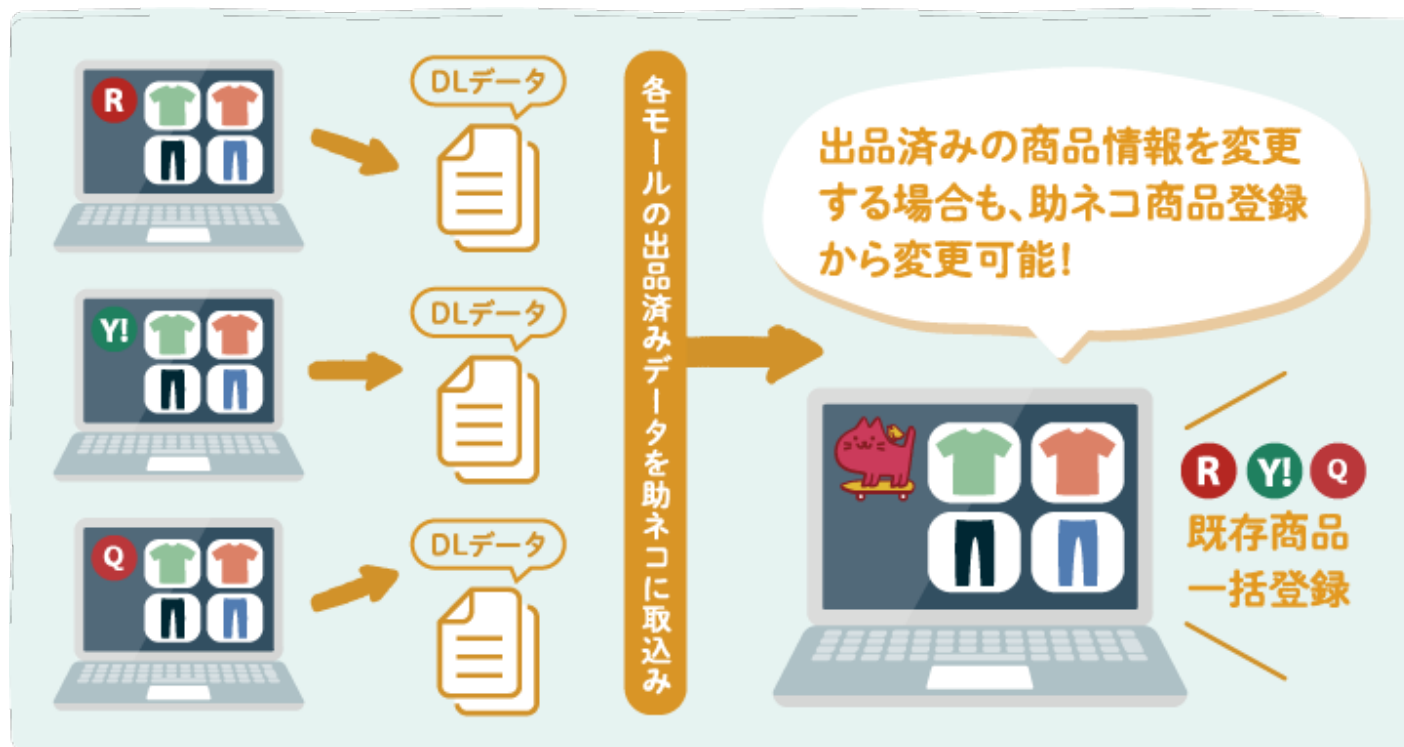 R
DLデータ
Y!
DLデータ
Q
DLデータ
各モールの出品済みデータを助ネコに取込み
出品済みの商品情報を変更
する場合も、助ネコ商品登録
から変更可能!
R Y! Q
既存商品
一括登録